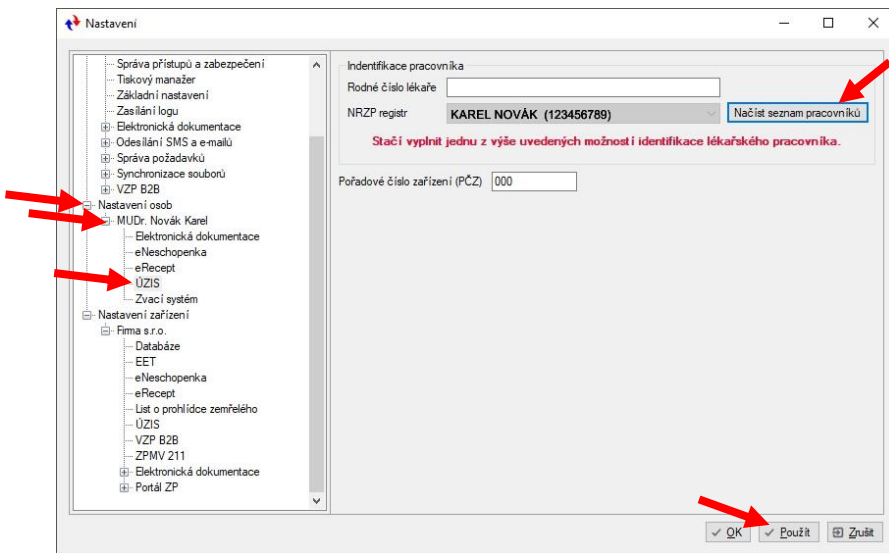 Nastavení
Správa přístupů a zabezpečení
Tiskový manažer
Základní nastavení
Zasílání logu
Elektronická dokumentace
Odesílání SMS a e-mailů
Správa požadavků
Synchronizace souborů
VZP B2B
Nastavení osob
MUDr. Novák Karel
Elektronická dokumentace
eNeschopenka
eRecept
ÚZIS
Zvací systém
Nastavení zařízení
Firma s.r.o.
Databáze
EET
eNeschopenka
eRecept
List o prohlídce zemřelého
ÚZIS
VZP B2B
ZPMV 211
Elektronická dokumentace
Portál ZP
Indentifikace pracovníka
Rodné číslo lékaře
NRZP registr KAREL NOVÁK (123456789) Načíst seznam pracovníků
Stačí vyplnit jednu z výše uvedených možností identifikace lékařského pracovníka.
Pořadové číslo zařízení (PČZ) 000
OK Použít Zrušit